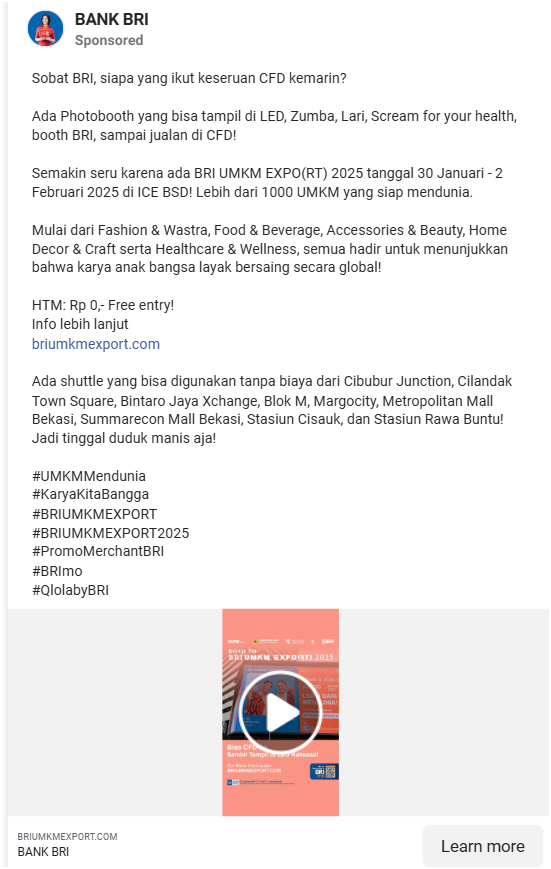 BANK BRI
Sponsored
Sobat BRI, siapa yang ikut keseruan CFD kemarin?
Ada Photobooth yang bisa tampil di LED, Zumba, Lari, Scream for your health,
booth BRI, sampai jualan di CFD!
Semakin seru karena ada BRI UMKM EXPO(RT) 2025 tanggal 30 Januari - 2
Februari 2025 di ICE BSD! Lebih dari 1000 UMKM yang siap mendunia.
Mulai dari Fashion & Wastra, Food & Beverage, Accessories & Beauty, Home
Decor & Craft serta Healthcare & Wellness, semua hadir untuk menunjukkan
bahwa karya anak bangsa layak bersaing secara global!
HTM: Rp 0,- Free entry!
Info lebih lanjut
briumkmexport.com
Ada shuttle yang bisa digunakan tanpa biaya dari Cibubur Junction, Cilandak
Town Square, Bintaro Jaya Xchange, Blok M, Margocity, Metropolitan Mall
Bekasi, Summarecon Mall Bekasi, Stasiun Cisauk, dan Stasiun Rawa Buntu!
Jadi tinggal duduk manis aja!
#UMKMMendunia
#KaryaKitaBangga
#BRIUMKMEXPORT
#BRIUMKMEXPORT2025
#PromoMerchantBRI
#BRImo
#QlolabyBRI
ROAD TO
BRI UMKM EXPO(RT) 2025
Bisa CFD
Sambil Tampil di LED Raksasa!
For More Information
BRIUMKMEXPORT.COM
BRI
BRIUMKMEXPORT.COM
BANK BRI
Learn more